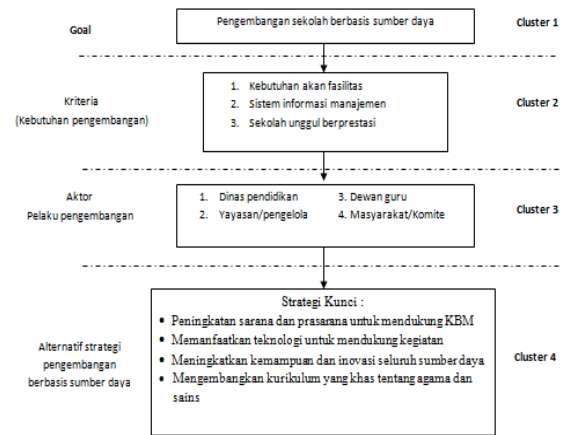 Goal
Pengembangan sekolah berbasis sumber daya
Cluster 1
Kriteria
(Kebutuhan pengembangan)
1. Kebutuhan akan fasilitas
2. Sistem informasi manajemen
3. Sekolah unggul berprestasi
Cluster 2
Aktor
Pelaku pengembangan
1. Dinas pendidikan
2. Yayasan/pengelola
3. Dewan guru
4. Masyarakat/Komite
Cluster 3
Alternatif strategi
pengembangan
berbasis sumber daya
Strategi Kunci :
• Peningkatan sarana dan prasarana untuk mendukung KBM
• Memanfaatkan teknologi untuk mendukung kegiatan
• Meningkatkan kemampuan dan inovasi seluruh sumber daya
• Mengembangkan kurikulum yang khas tentang agama dan
sains
Cluster 4